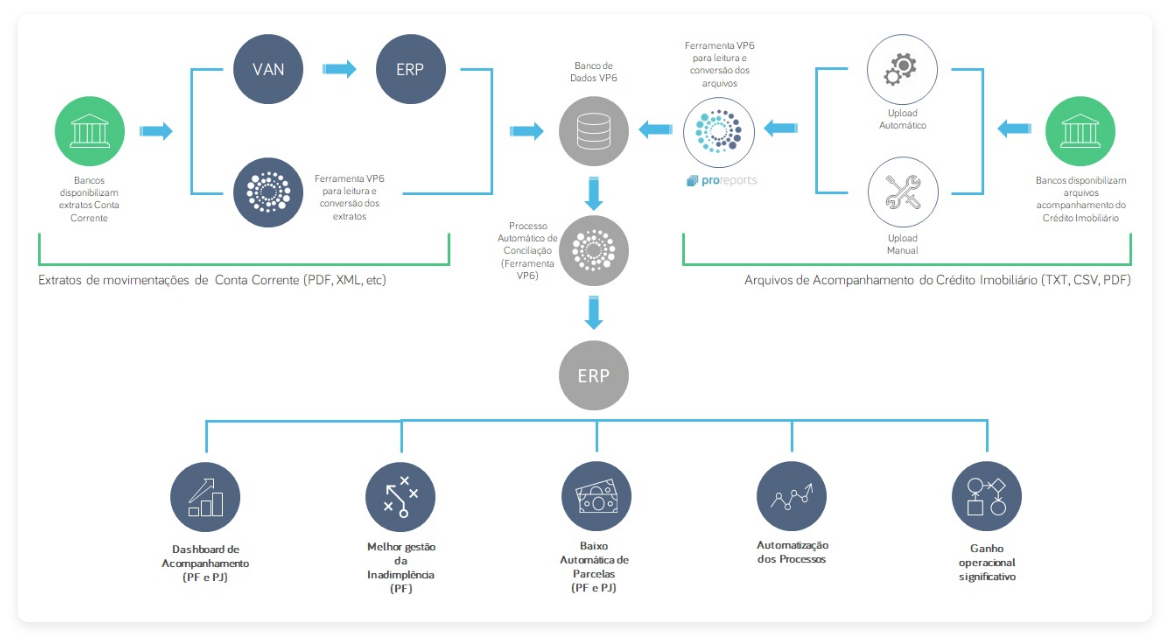 VAN
ERP
Bancos
disponibilizam
extratos Conta
Corrente
Ferramenta VP6
para leitura e
conversão dos
extratos
Extratos de movimentações de Conta Corrente (PDF, XML, etc)
Banco de
Dados VP6
Processo
Automático de
Conciliação
(Ferramenta
VP6)
Ferramenta VP6
para leitura e
conversão dos
arquivos
proreports
Upload
Automático
Upload
Manual
Bancos disponibilizam
arquivos
acompanhamento do
Crédito Imobiliário
Arquivos de Acompanhamento do Crédito Imobiliário (TXT, CSV, PDF)
ERP
Dashboard de
Acompanhamento
(PF e PJ)
Melhor gestão
da
Inadimplência
(PF)
Baixo
Automática de
Parcelas
(PF e PJ)
Automatização
dos Processos
Ganho
operacional
significativo